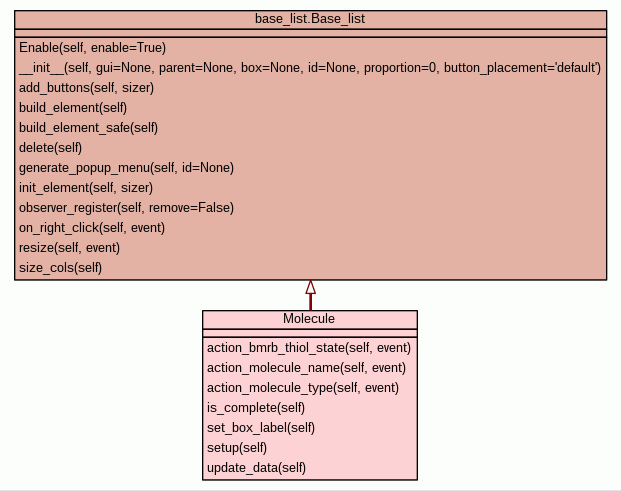 base_list.Base_list
Enable(self, enable=True)
__init__(self, gui=None, parent=None, box=None, id=None, proportion=0, button_placement='default')
add_buttons(self, sizer)
build_element(self)
build_element_safe(self)
delete(self)
generate_popup_menu(self, id=None)
init_element(self, sizer)
observer_register(self, remove=False)
on_right_click(self, event)
resize(self, event)
size_cols(self)
Molecule
action_bmrb_thiol_state(self, event)
action_molecule_name(self, event)
action_molecule_type(self, event)
is_complete(self)
set_box_label(self)
setup(self)
update_data(self)